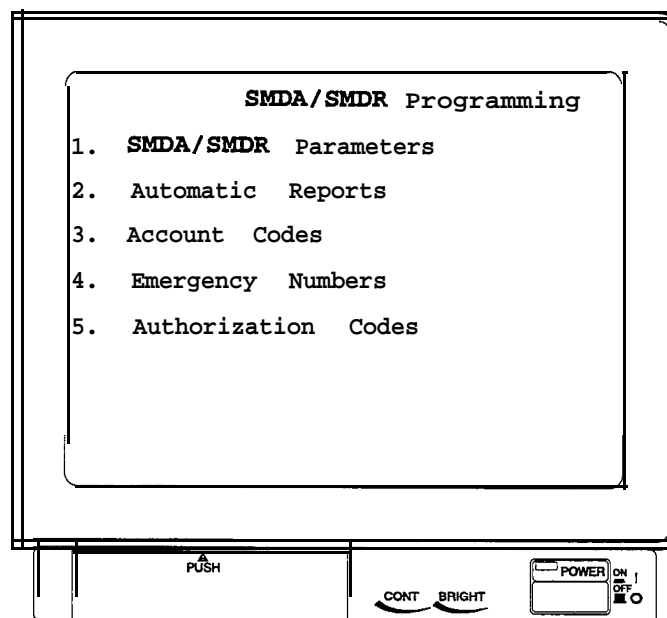 SMDA/SMDR Programming
1. SMDA/SMDR Parameters
2. Automatic Reports
3. Account Codes
4. Emergency Numbers
5. Authorization Codes
PUSH
CONT BRIGHT
POWER ON
OFF